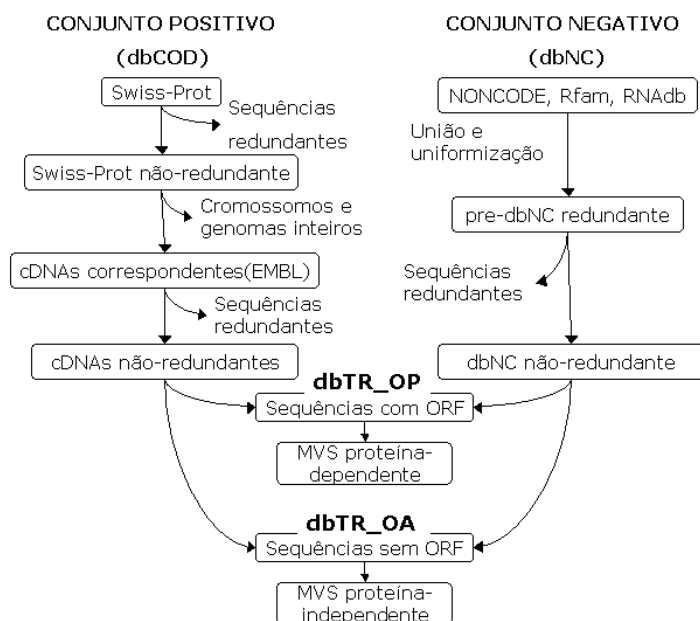 CONJUNTO POSITIVO
(dbCOD)
Swiss-Prot
Sequências
redundantes
Swiss-Prot não-redundante
Cromossomos e
genomas inteiros
cDNAs correspondentes(EMBL)
Sequências
redundantes
cDNAs não-redundantes
CONJUNTO NEGATIVO
(dbNC)
NONCODE, Rfam, RNAdb
União e
uniformização
pre-dbNC redundante
Sequências
redundantes
dbNC não-redundante
dbTR_OP
Sequências com ORF
MVS proteína-
dependente
dbTR_OA
Sequências sem ORF
MVS proteína-
independente